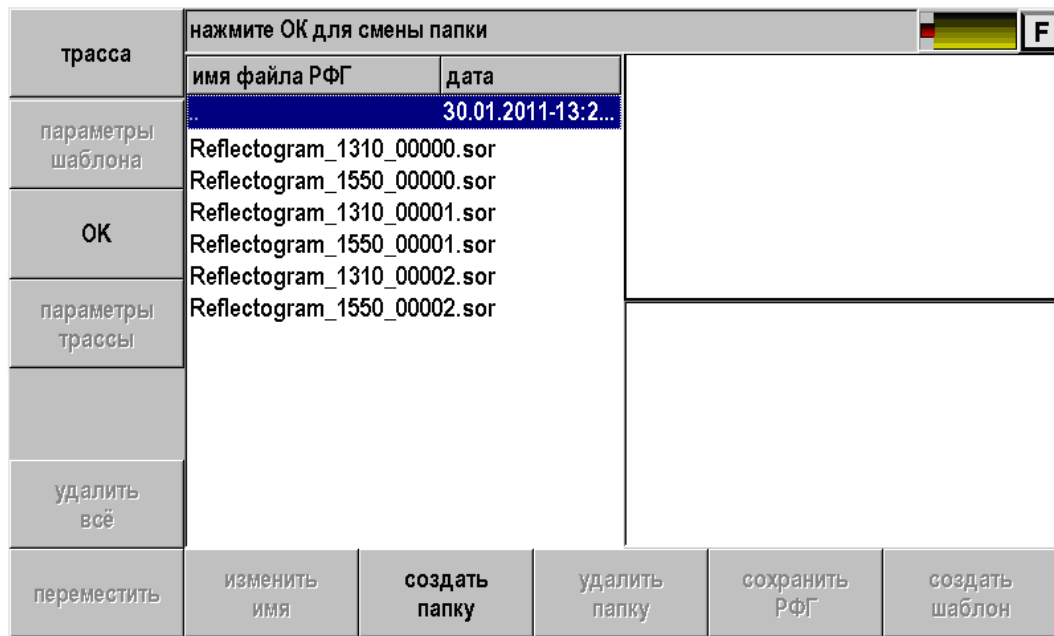 трасса
нажмите ОК для смены папки
F
имя файла РФГ
дата
.. 30.01.2011-13:2...
Reflectogram_1310_00000.sor
Reflectogram_1550_00000.sor
Reflectogram_1310_00001.sor
Reflectogram_1550_00001.sor
Reflectogram_1310_00002.sor
Reflectogram_1550_00002.sor
параметры
шаблона
ОК
параметры
трассы
удалить
всё
переместить
изменить
имя
создать
папку
удалить
папку
сохранить
РФГ
создать
шаблон